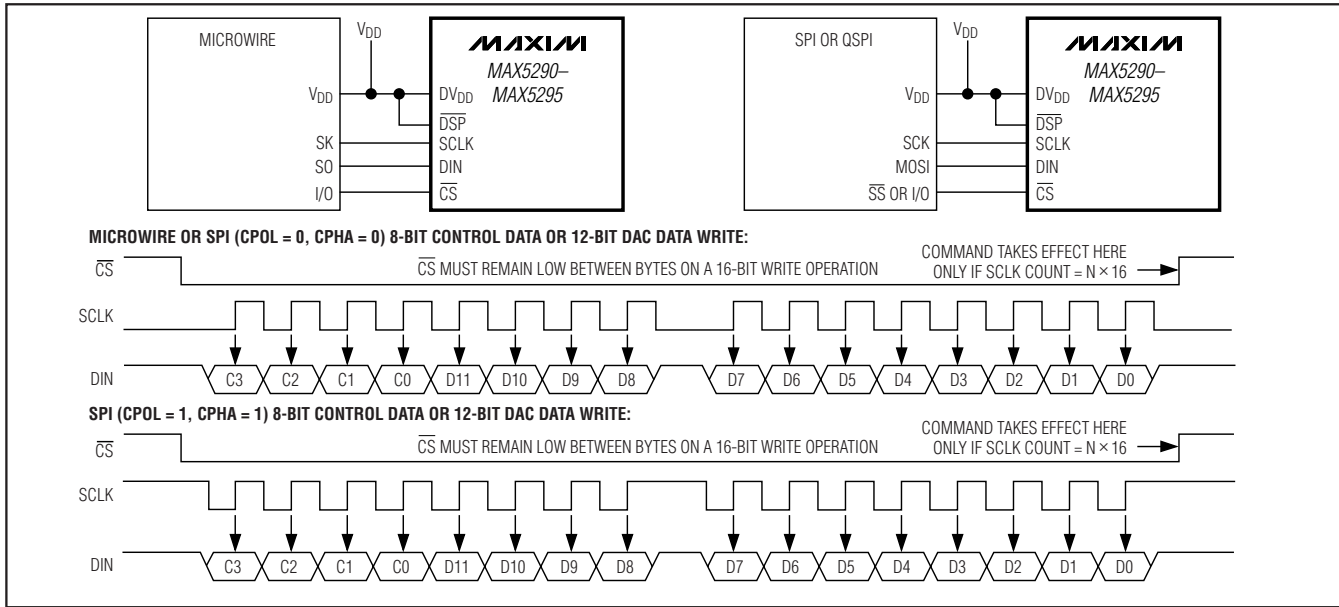 MICROWIRE
VDD
MAXIM
MAX5290–
MAX5295
VDD
DVDD
DSP
SK
SCLK
SO
DIN
I/O
CS
SPI OR QSPI
VDD
MAXIM
MAX5290–
MAX5295
VDD
DVDD
DSP
SCK
SCLK
MOSI
DIN
SS OR I/O
CS
MICROWIRE OR SPI (CPOL = 0, CPHA = 0) 8-BIT CONTROL DATA OR 12-BIT DAC DATA WRITE:
CS
CS MUST REMAIN LOW BETWEEN BYTES ON A 16-BIT WRITE OPERATION
COMMAND TAKES EFFECT HERE
ONLY IF SCLK COUNT = N × 16
SCLK
DIN
C3 C2 C1 C0 D11 D10 D9 D8 D7 D6 D5 D4 D3 D2 D1 D0
SPI (CPOL = 1, CPHA = 1) 8-BIT CONTROL DATA OR 12-BIT DAC DATA WRITE:
CS
CS MUST REMAIN LOW BETWEEN BYTES ON A 16-BIT WRITE OPERATION
COMMAND TAKES EFFECT HERE
ONLY IF SCLK COUNT = N × 16
SCLK
DIN
C3 C2 C1 C0 D11 D10 D9 D8 D7 D6 D5 D4 D3 D2 D1 D0